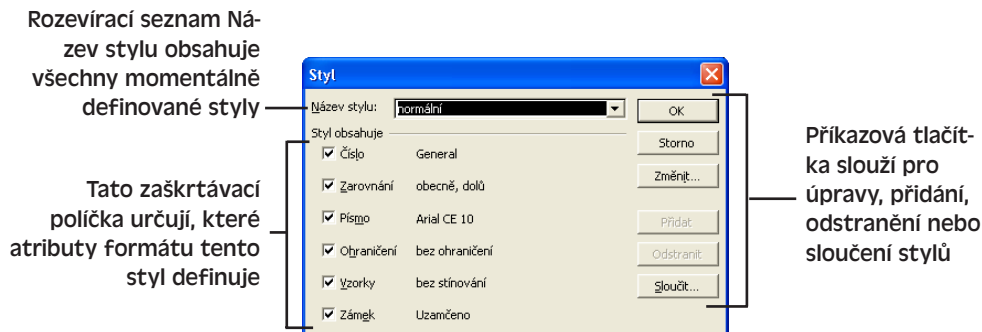 Rozevírací seznam Ná-
zev stylu obsahuje
všechny momentálně
definované styly
Tato zaškrtávací
políčka určují, které
atributy formátu tento
styl definuje
Styl
Název stylu: normální
Styl obsahuje
Číslo General
Zarovnání obecně, dolů
Písmo Arial CE 10
Ohraničení bez ohraničení
Vzorky bez stínování
Zámek Uzamčeno
OK
Storno
Změnit...
Přidat
Odstranit
Sloučit...
Příkazová tlačít-
ka slouží pro
úpravy, přidání,
odstranění nebo
sloučení stylů